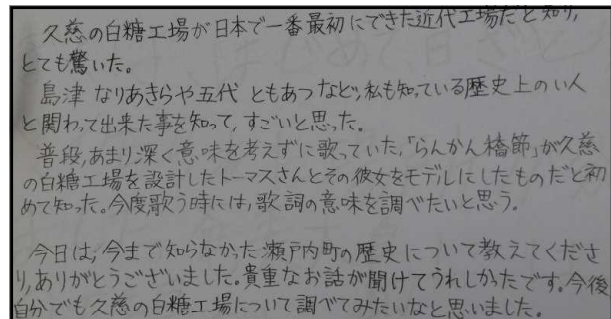 久慈の白糖工場が日本で一番最初にできた近代工場だと知り,
とても驚いた。
島津 なりあきらや五代 ともあつなど,私も知っている歴史上のい人
と関わって出来た事を知って,すごいと思った。
普段,あまり深く意味を考えずに歌っていた,「らんかん橋節」が久慈
の白糖工場を設計したトーマスさんとその彼女をモデルにしたものだと初
めて知った。今度歌う時には,歌詞の意味を調べたいと思う。
今日は,今まで知らなかった瀬戸内町の歴史について教えてくださ
り,ありがとうございました。貴重なお話が聞けてうれしかったです。今後
自分でも久慈の白糖工場について調べてみたいなと思いました。